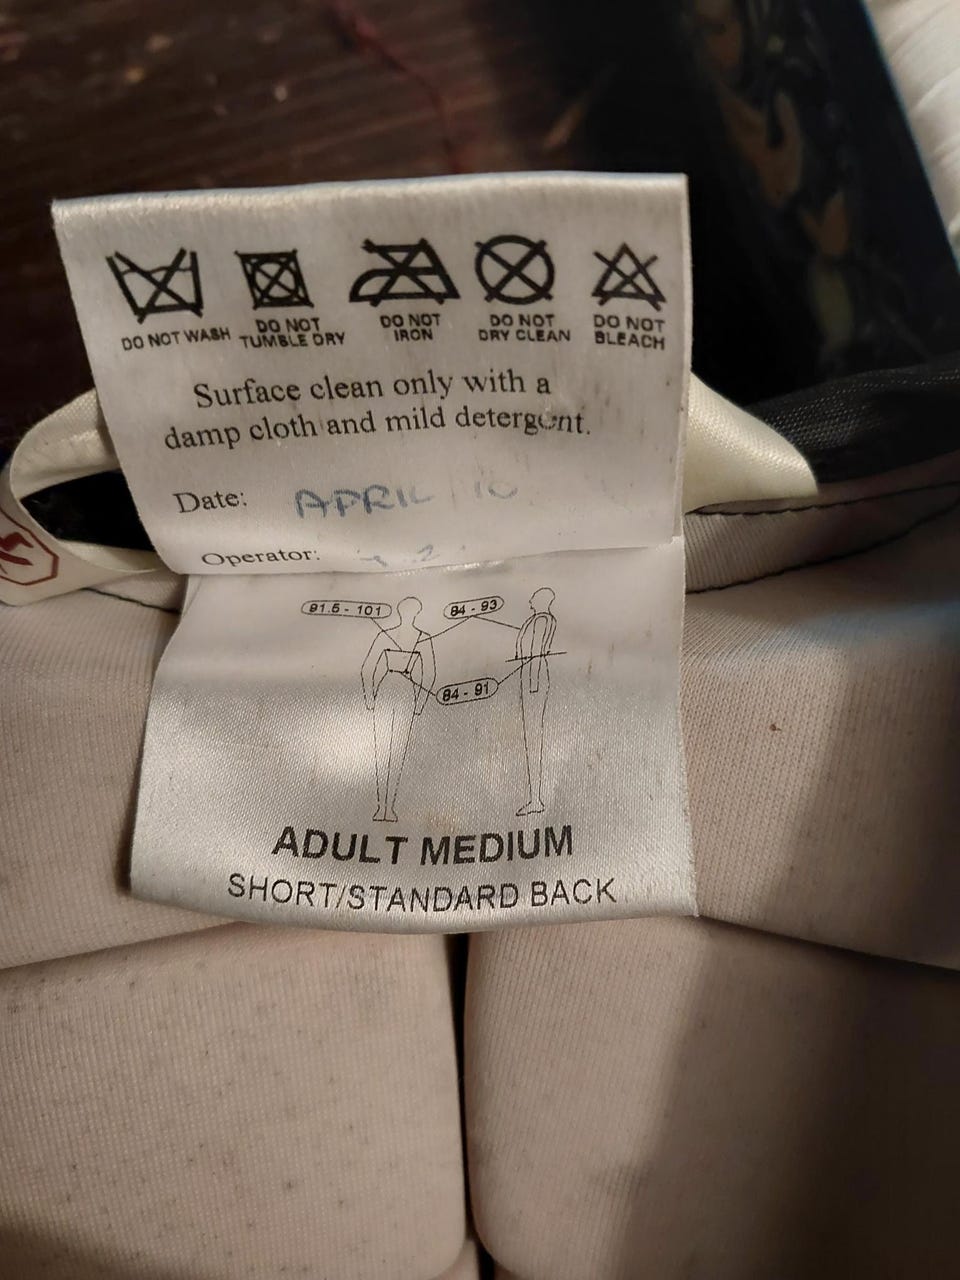 DO NOT WASH
DO NOT TUMBLE DRY
DO NOT IRON
DO NOT DRY CLEAN
DO NOT BLEACH
Surface clean only with a
damp cloth and mild detergent.
Date: APRIL 10
Operator:
91.5 - 101
84 - 93
84 - 91
ADULT MEDIUM
SHORT/STANDARD BACK